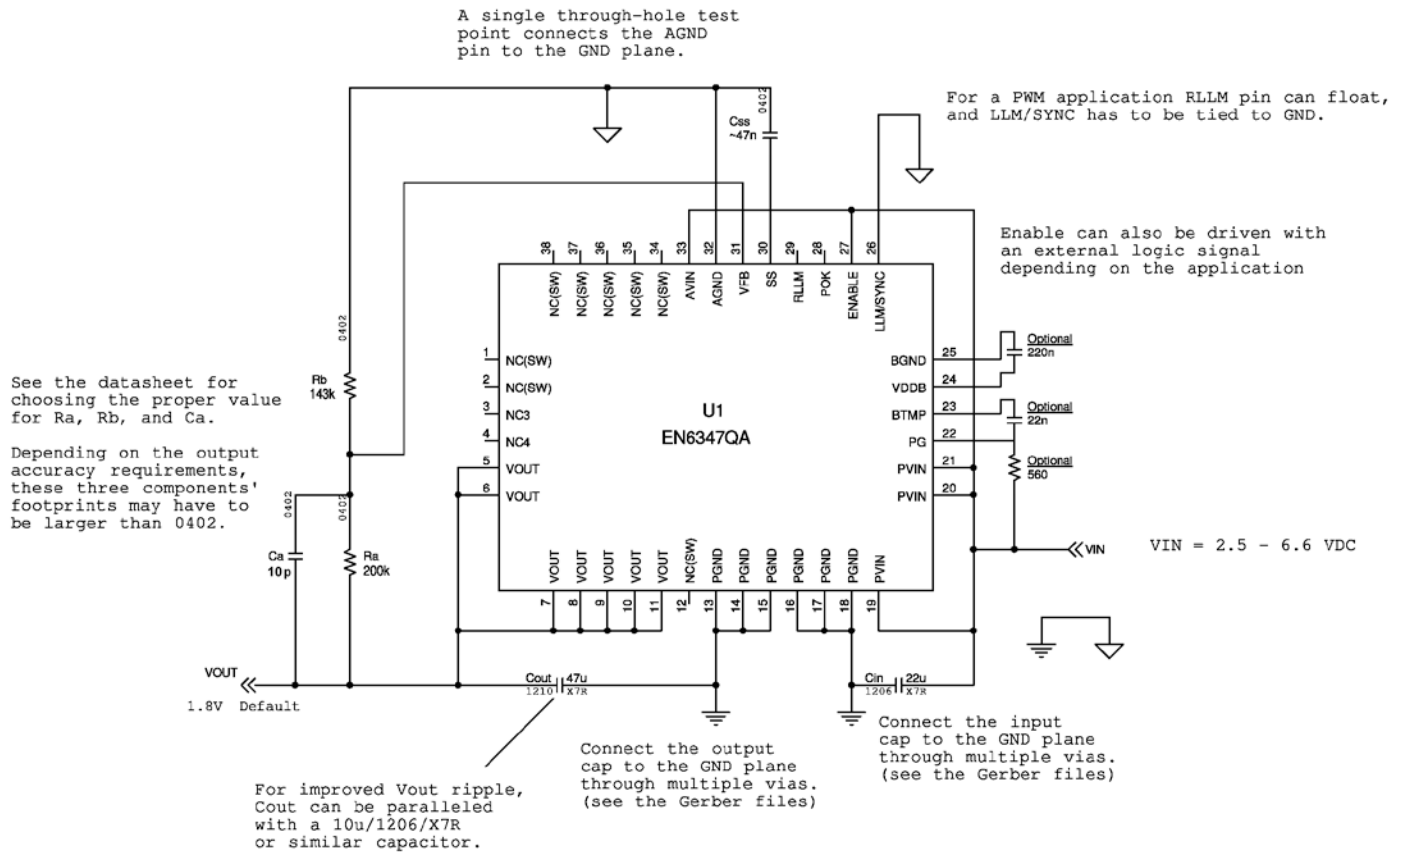 A single through-hole test
point connects the AGND
pin to the GND plane.
For a PWM application RLLM pin can float,
and LLM/SYNC has to be tied to GND.
0402
Css
~47n
Enable can also be driven with
an external logic signal
depending on the application
38 37 36 35 34 33 32 31 30 29 28 27 26
NC(SW) NC(SW) NC(SW) NC(SW) NC(SW) AVIN AGND VFB SS RLLM POK ENABLE LLM/SYNC
0402
Rb
143k
See the datasheet for
choosing the proper value
for Ra, Rb, and Ca.
Depending on the output
accuracy requirements,
these three components'
footprints may have to
be larger than 0402.
1 NC(SW)
2 NC(SW)
3 NC3
4 NC4
5 VOUT
6 VOUT
U1
EN6347QA
BGND 25
VDDB 24
BTMP 23
PG 22
PVIN 21
PVIN 20
Optional
220n
Optional
22n
Optional
560
0402
0402
Ca
10p
Ra
200k
VOUT VOUT VOUT VOUT VOUT NC(SW) PGND PGND PGND PGND PGND PGND PVIN
7 8 9 10 11 12 13 14 15 16 17 18 19
VIN
VIN = 2.5 - 6.6 VDC
VOUT
1.8V Default
Cout 47u
1210 X7R
Cin 22u
1206 X7R
Connect the output
cap to the GND plane
through multiple vias.
(see the Gerber files)
Connect the input
cap to the GND plane
through multiple vias.
(see the Gerber files)
For improved Vout ripple,
Cout can be paralleled
with a 10u/1206/X7R
or similar capacitor.